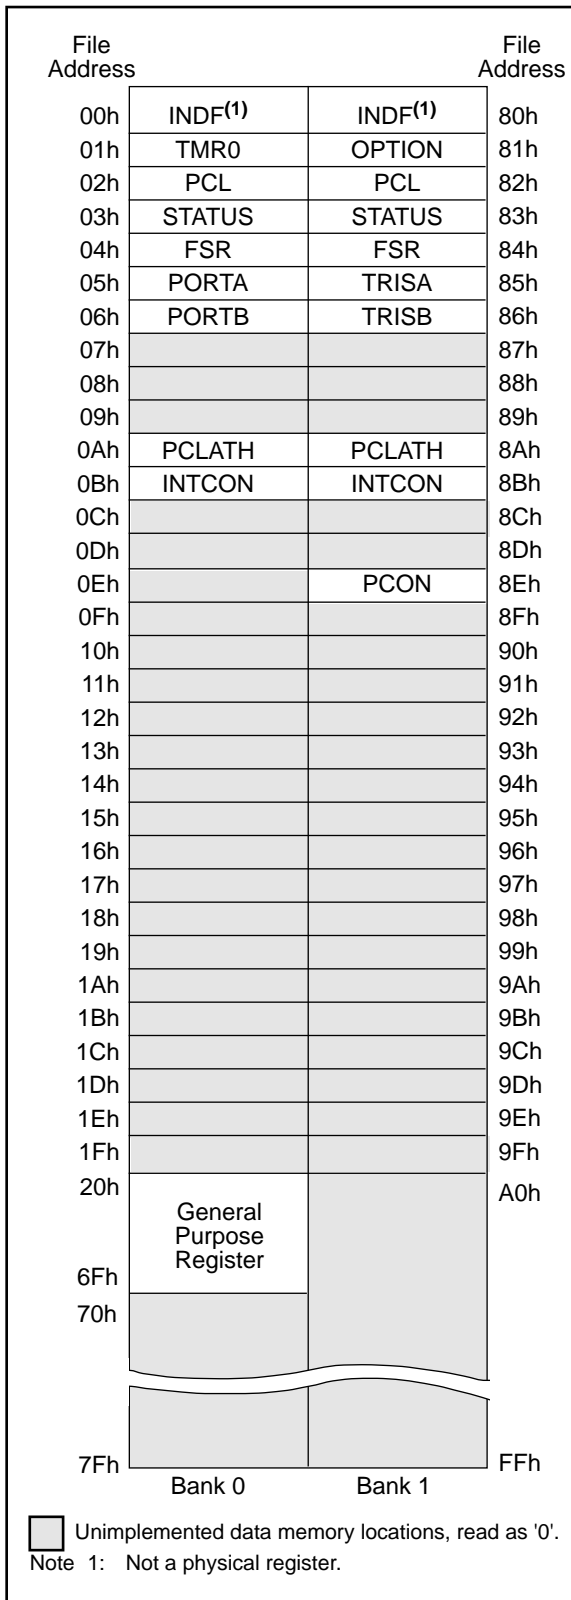 File Address File Address
00h INDF(1) INDF(1) 80h
01h TMR0 OPTION 81h
02h PCL PCL 82h
03h STATUS STATUS 83h
04h FSR FSR 84h
05h PORTA TRISA 85h
06h PORTB TRISB 86h
07h 87h
08h 88h
09h 89h
0Ah PCLATH PCLATH 8Ah
0Bh INTCON INTCON 8Bh
0Ch 8Ch
0Dh 8Dh
0Eh PCON 8Eh
0Fh 8Fh
10h 90h
11h 91h
12h 92h
13h 93h
14h 94h
15h 95h
16h 96h
17h 97h
18h 98h
19h 99h
1Ah 9Ah
1Bh 9Bh
1Ch 9Ch
1Dh 9Dh
1Eh 9Eh
1Fh 9Fh
20h A0h
General
Purpose
Register
6Fh
70h
7Fh FFh
Bank 0 Bank 1
Unimplemented data memory locations, read as '0'.
Note 1: Not a physical register.